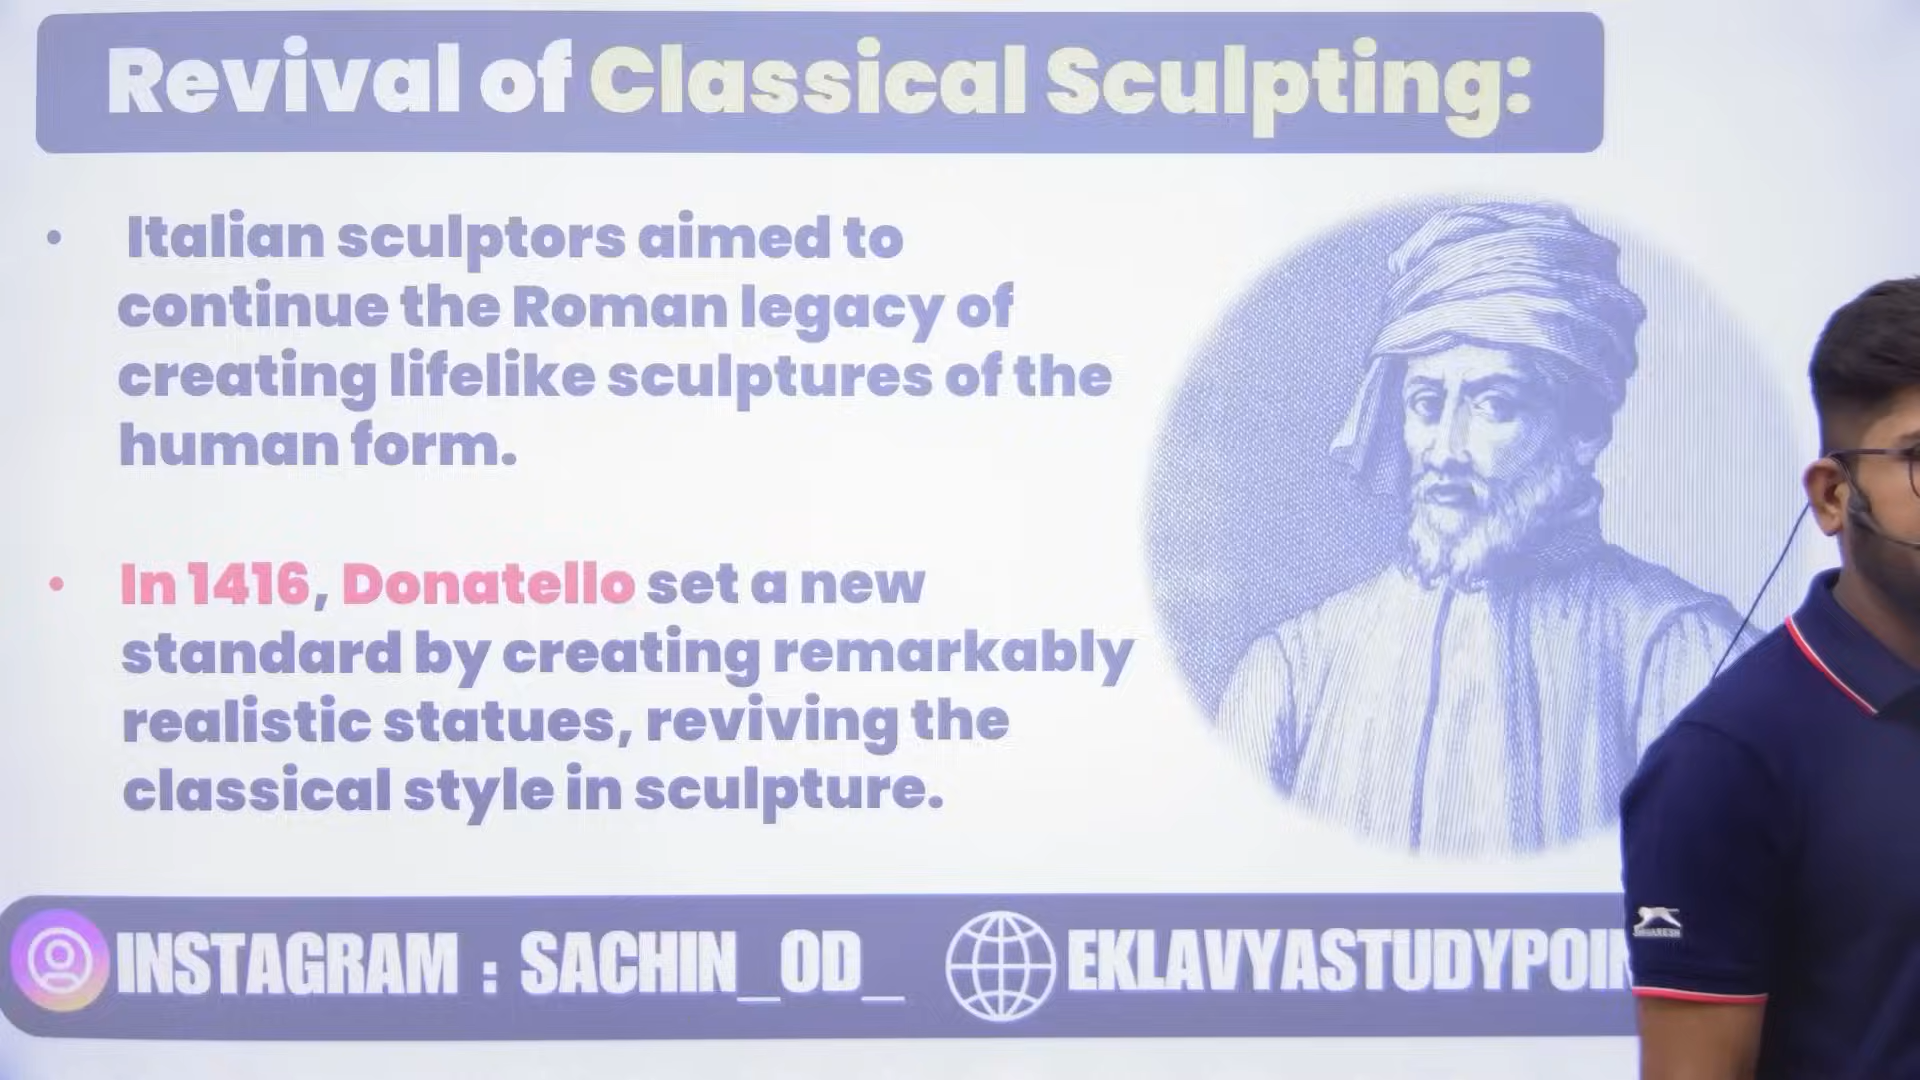 Revival of Classical Sculpting:
• Italian sculptors aimed to
continue the Roman legacy of
creating lifelike sculptures of the
human form.
• In 1416, Donatello set a new
standard by creating remarkably
realistic statues, reviving the
classical style in sculpture.
INSTAGRAM : SACHIN_OD_ EKLAVYASTUDYPOIN